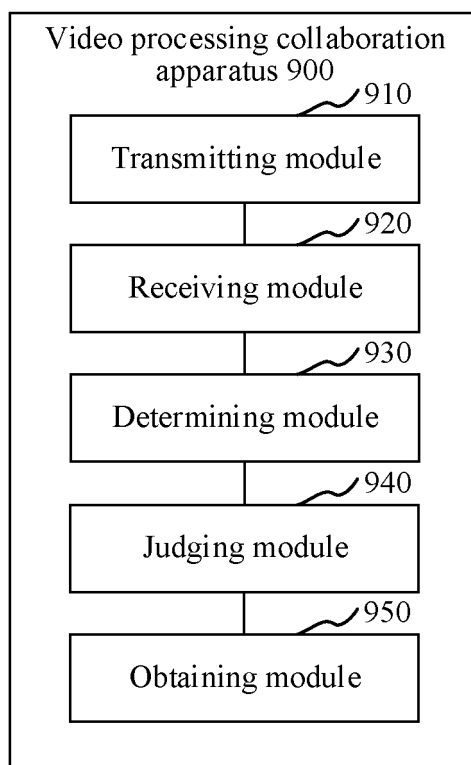 Video processing collaboration
apparatus 900
910
Transmitting module
920
Receiving module
930
Determining module
940
Judging module
950
Obtaining module